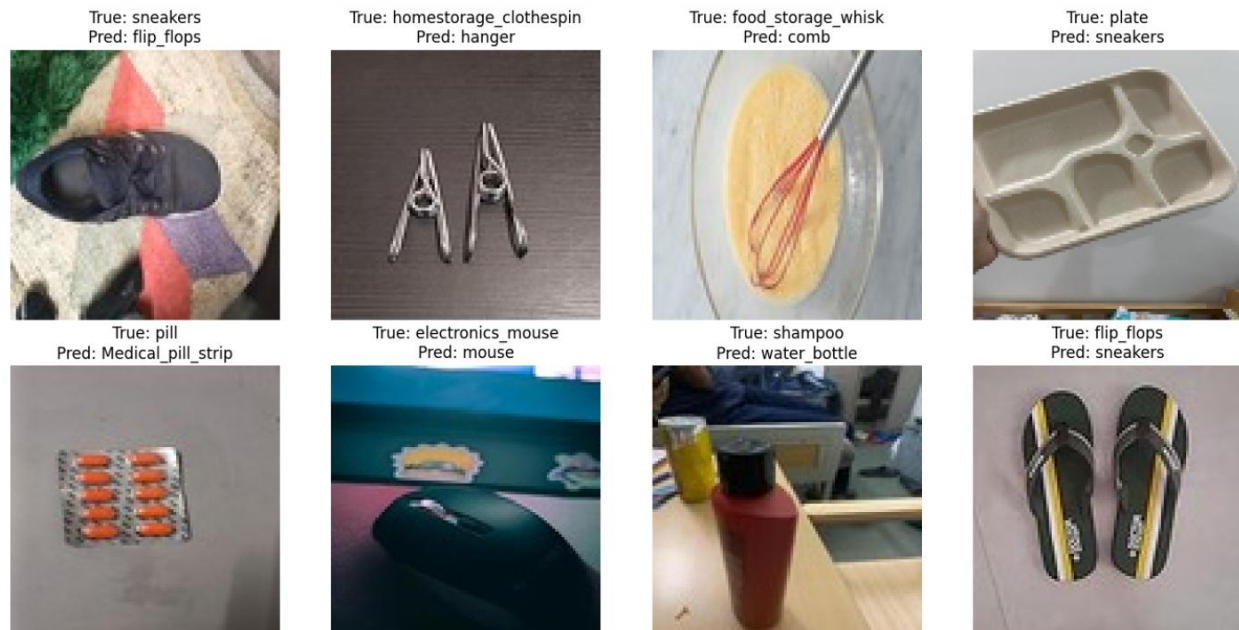 True: sneakers
Pred: flip_flops
True: homestorage_clothespin
Pred: hanger
True: food_storage_whisk
Pred: comb
True: plate
Pred: sneakers
True: pill
Pred: Medical_pill_strip
True: electronics_mouse
Pred: mouse
True: shampoo
Pred: water_bottle
True: flip_flops
Pred: sneakers